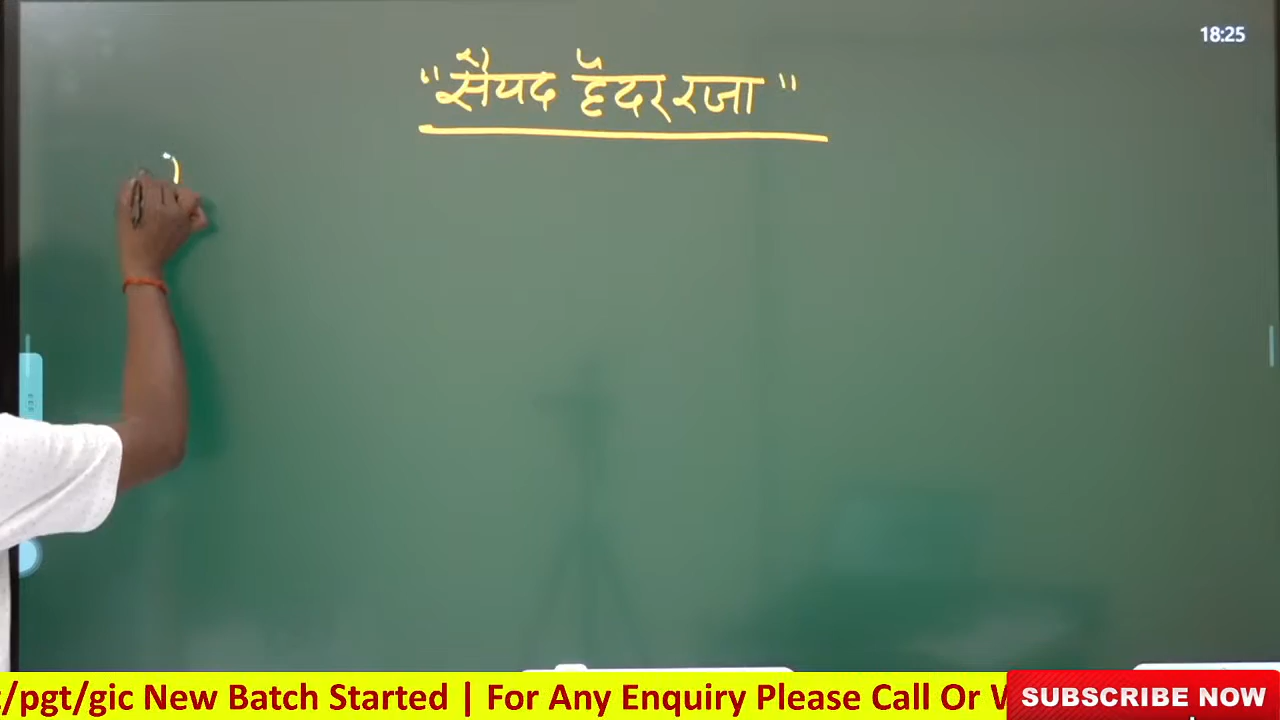 18:25
"सैयद हैदर रजा"
t/pgt/gic New Batch Started | For Any Enquiry Please Call Or
SUBSCRIBE NOW